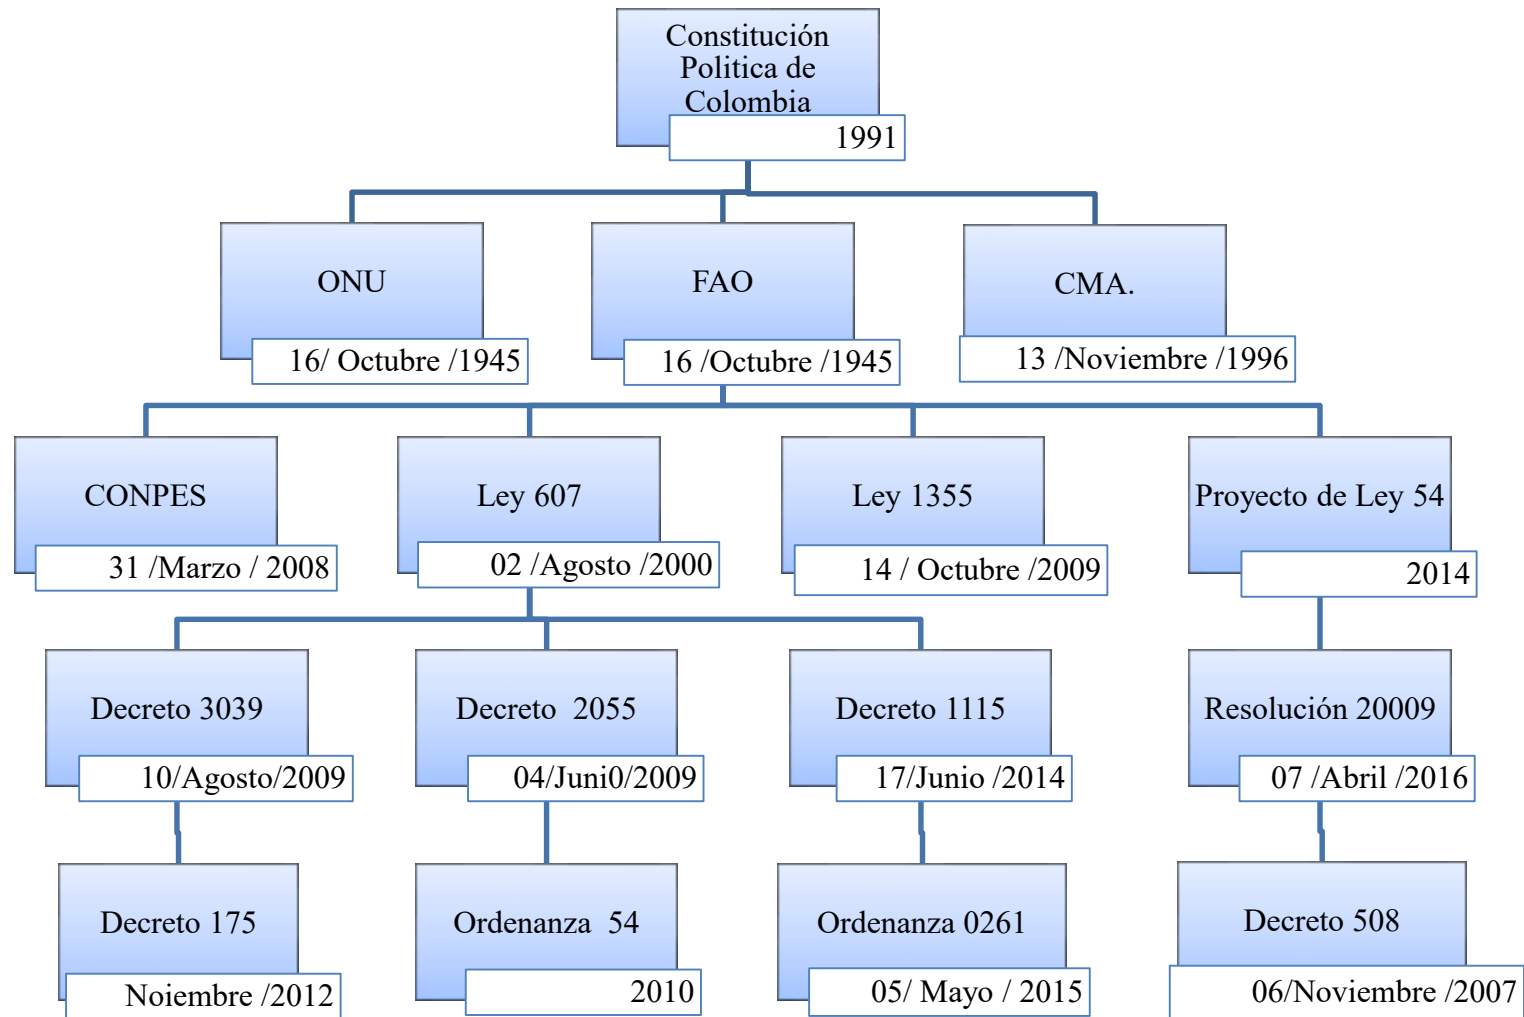 Constitución
Politica de
Colombia
1991
ONU
16/ Octubre /1945
FAO
16 /Octubre /1945
CMA.
13 /Noviembre /1996
CONPES
31 /Marzo / 2008
Ley 607
02 /Agosto /2000
Ley 1355
14 / Octubre /2009
Proyecto de Ley 54
2014
Decreto 3039
10/Agosto/2009
Decreto  2055
04/Juni0/2009
Decreto 1115
17/Junio /2014
Resolución 20009
07 /Abril /2016
Decreto 175
Noiembre /2012
Ordenanza  54
2010
Ordenanza 0261
05/ Mayo / 2015
Decreto 508
06/Noviembre /2007